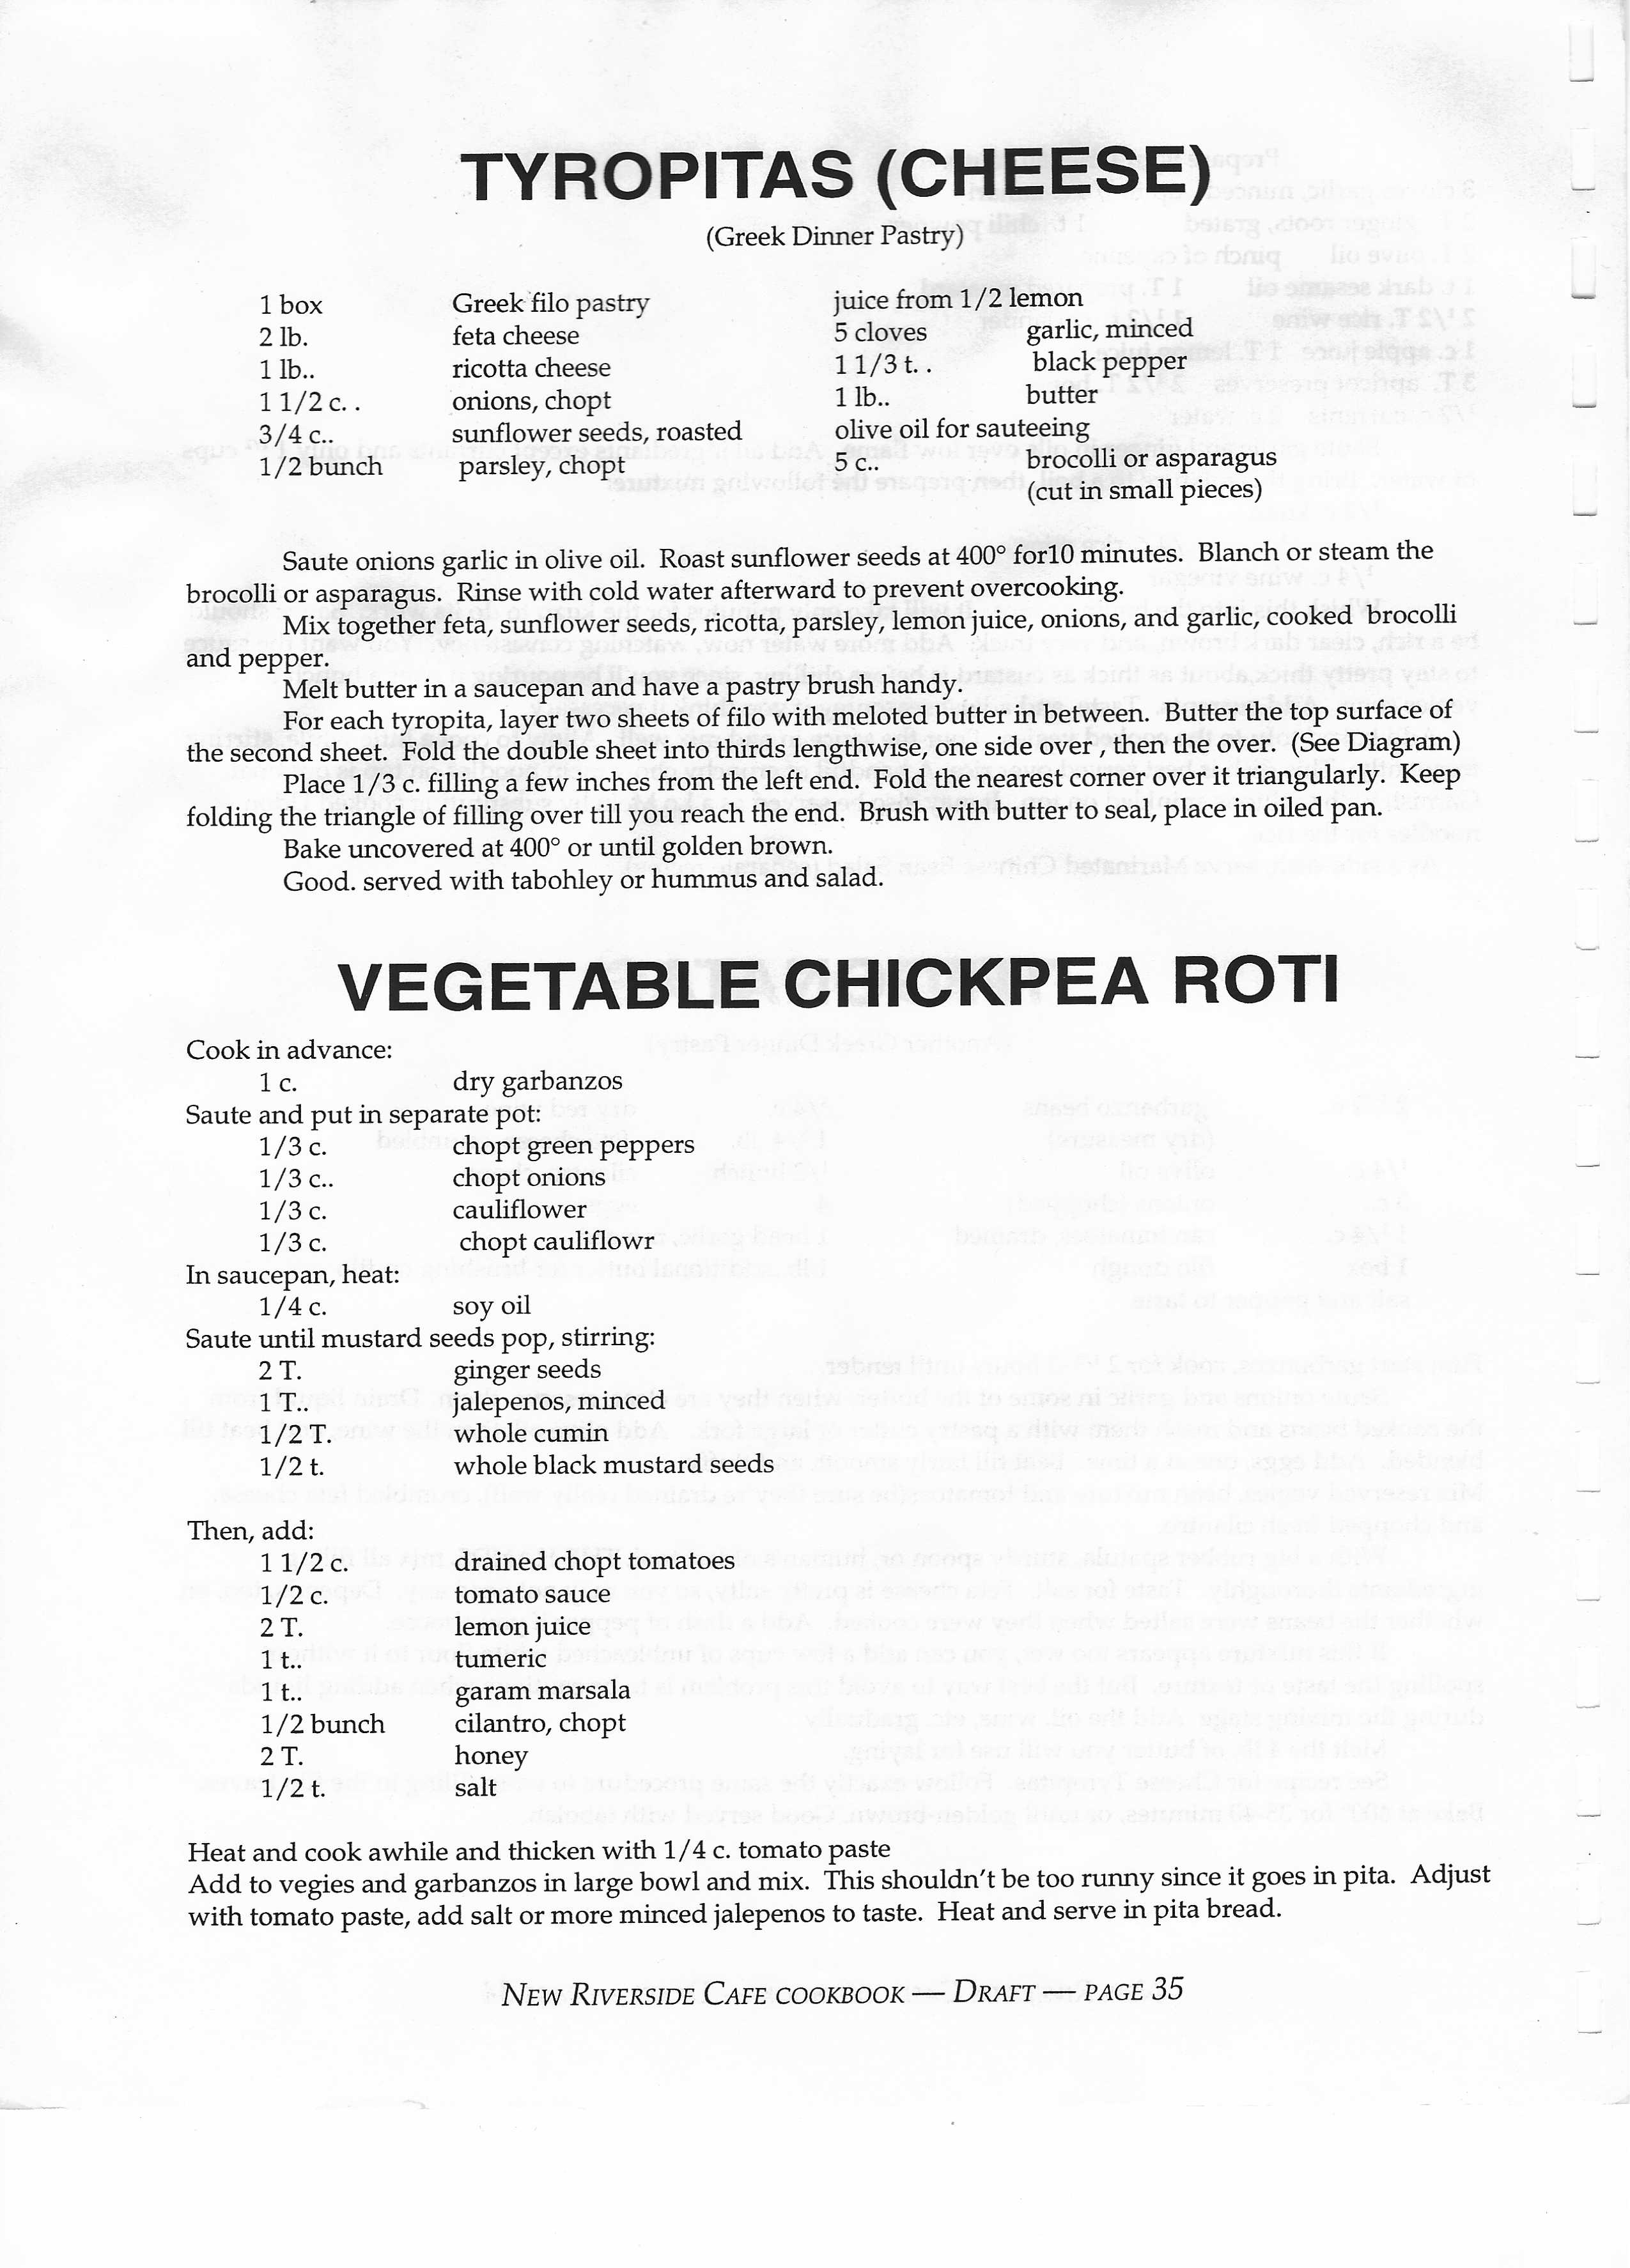 TYROPITAS (CHEESE)
(Greek Dinner Pastry)
1 box Greek filo pastry juice from 1/2 lemon
2 lb. feta cheese 5 cloves garlic, minced
1 lb.. ricotta cheese 1 1/3 t. . black pepper
1 1/2 c. . onions, chopt 1 lb.. butter
3/4 c.. sunflower seeds, roasted olive oil for sauteeing
1/2 bunch parsley, chopt 5 c.. brocolli or asparagus
(cut in small pieces)
Saute onions garlic in olive oil. Roast sunflower seeds at 400° for10 minutes. Blanch or steam the
brocolli or asparagus. Rinse with cold water afterward to prevent overcooking.
Mix together feta, sunflower seeds, ricotta, parsley, lemon juice, onions, and garlic, cooked brocolli
and pepper.
Melt butter in a saucepan and have a pastry brush handy.
For each tyropita, layer two sheets of filo with meloted butter in between. Butter the top surface of
the second sheet. Fold the double sheet into thirds lengthwise, one side over , then the over. (See Diagram)
Place 1/3 c. filling a few inches from the left end. Fold the nearest corner over it triangularly. Keep
folding the triangle of filling over till you reach the end. Brush with butter to seal, place in oiled pan.
Bake uncovered at 400° or until golden brown.
Good. served with tabohley or hummus and salad.
VEGETABLE CHICKPEA ROTI
Cook in advance:
1 c. dry garbanzos
Saute and put in separate pot:
1/3 c. chopt green peppers
1/3 c.. chopt onions
1/3 c. cauliflower
1/3 c. chopt cauliflowr
In saucepan, heat:
1/4 c. soy oil
Saute until mustard seeds pop, stirring:
2 T. ginger seeds
1 T.. jalepenos, minced
1/2 T. whole cumin
1/2 t. whole black mustard seeds
Then, add:
1 1/2 c. drained chopt tomatoes
1/2 c. tomato sauce
2 T. lemon juice
1 t.. tumeric
1 t.. garam marsala
1/2 bunch cilantro, chopt
2 T. honey
1/2 t. salt
Heat and cook awhile and thicken with 1/4 c. tomato paste
Add to vegies and garbanzos in large bowl and mix. This shouldn't be too runny since it goes in pita. Adjust
with tomato paste, add salt or more minced jalepenos to taste. Heat and serve in pita bread.
NEW RIVERSIDE CAFE COOKBOOK — DRAFT — PAGE 35